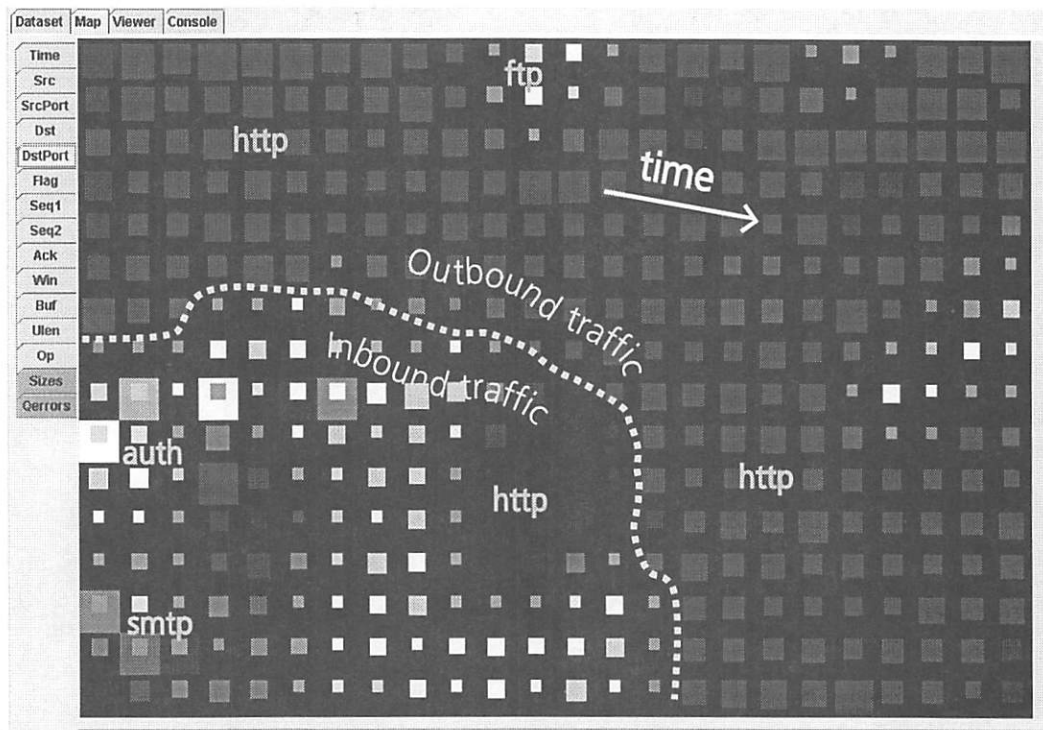 Dataset Map Viewer Console
Time
Src
SrcPort
Dst
DstPort
Flag
Seq1
Seq2
Ack
Win
Buf
Ulen
Op
Sizes
Qerrors
ftp
http
time
Outbound traffic
Inbound traffic
auth
http
http
smtp